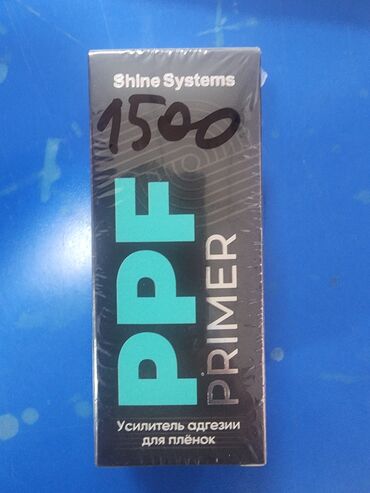 Shine Systems
1500
PPF
PRIMER
Усилитель адгезии
для плёнок